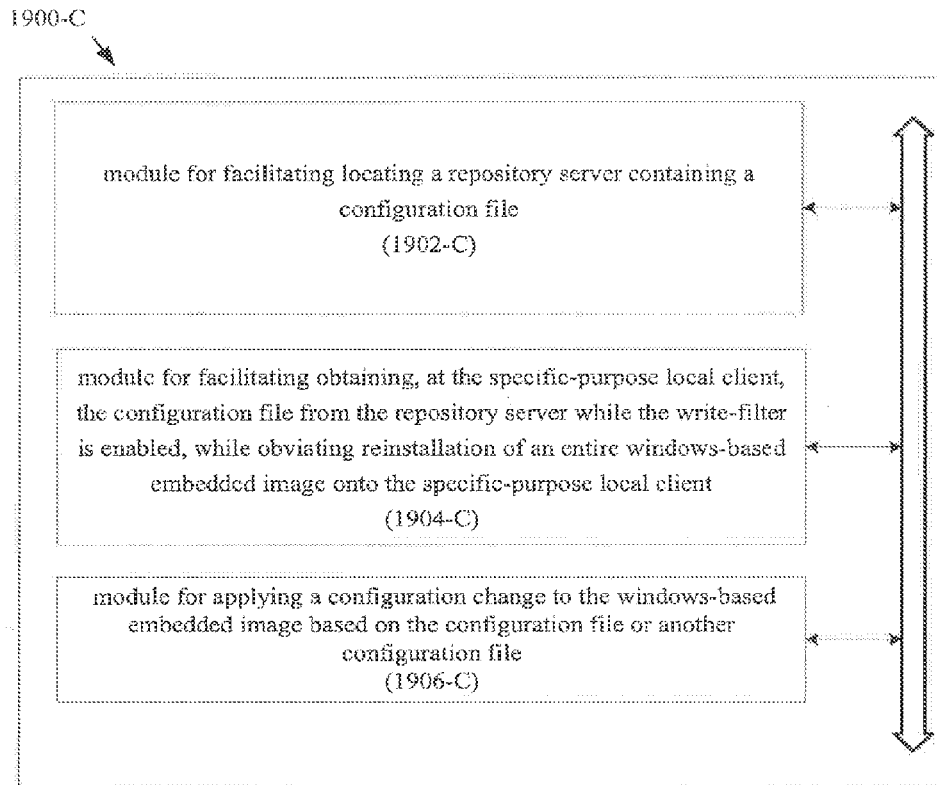 1900-C
module for facilitating locating a repository server containing a
configuration file
(1902-C)
module for facilitating obtaining, at the specific-purpose local client,
the configuration file from the repository server while the write-filter
is enabled, while obviating reinstallation of an entire windows-based
embedded image onto the specific-purpose local client
(1904-C)
module for applying a configuration change to the windows-based
embedded image based on the configuration file or another
configuration file
(1906-C)